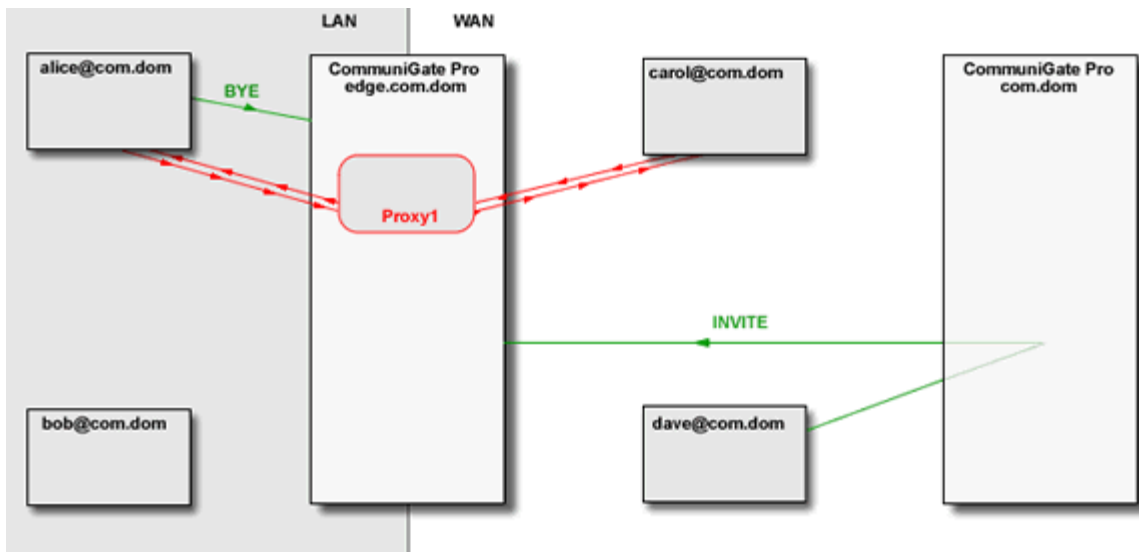 LAN
WAN
alice@com.dom
CommuniGate Pro
edge.com.dom
carol@com.dom
CommuniGate Pro
com.dom
BYE
Proxy1
INVITE
bob@com.dom
dave@com.dom